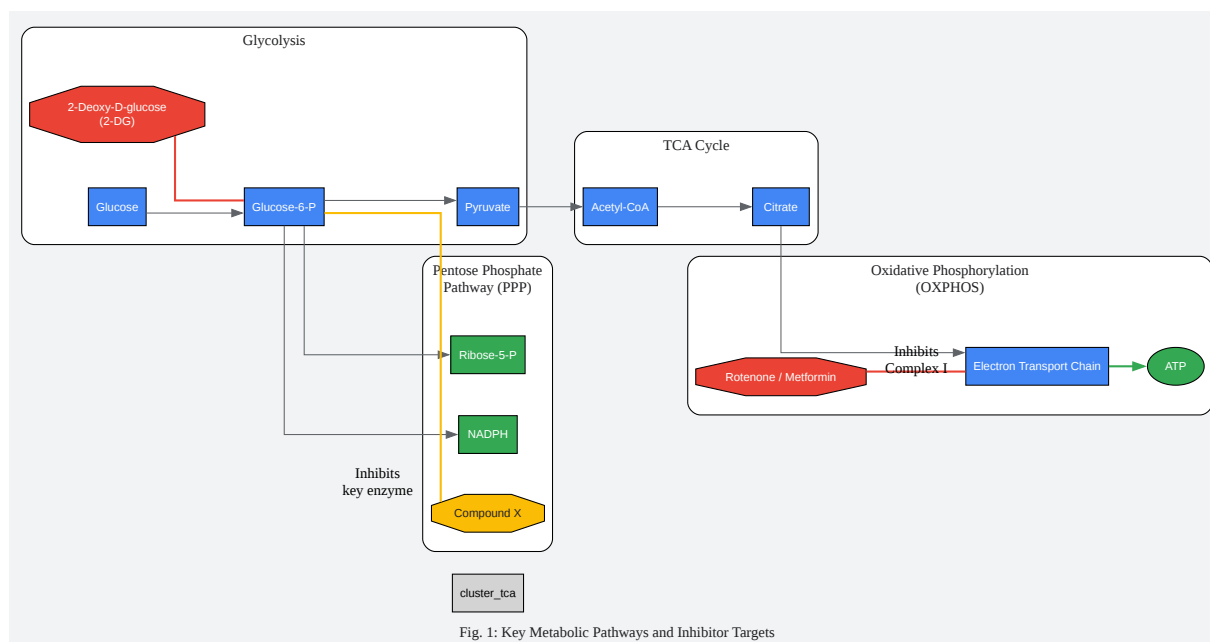 Glycolysis
2-Deoxy-D-glucose
(2-DG)
Glucose
Glucose-6-P
Pyruvate
TCA Cycle
Acetyl-CoA
Citrate
Pentose Phosphate
Pathway (PPP)
Ribose-5-P
NADPH
Inhibits
key enzyme
Compound X
Oxidative Phosphorylation
(OXPHOS)
Inhibits
Complex I
Rotenone / Metformin
Electron Transport Chain
ATP
cluster_tca
Fig. 1: Key Metabolic Pathways and Inhibitor Targets